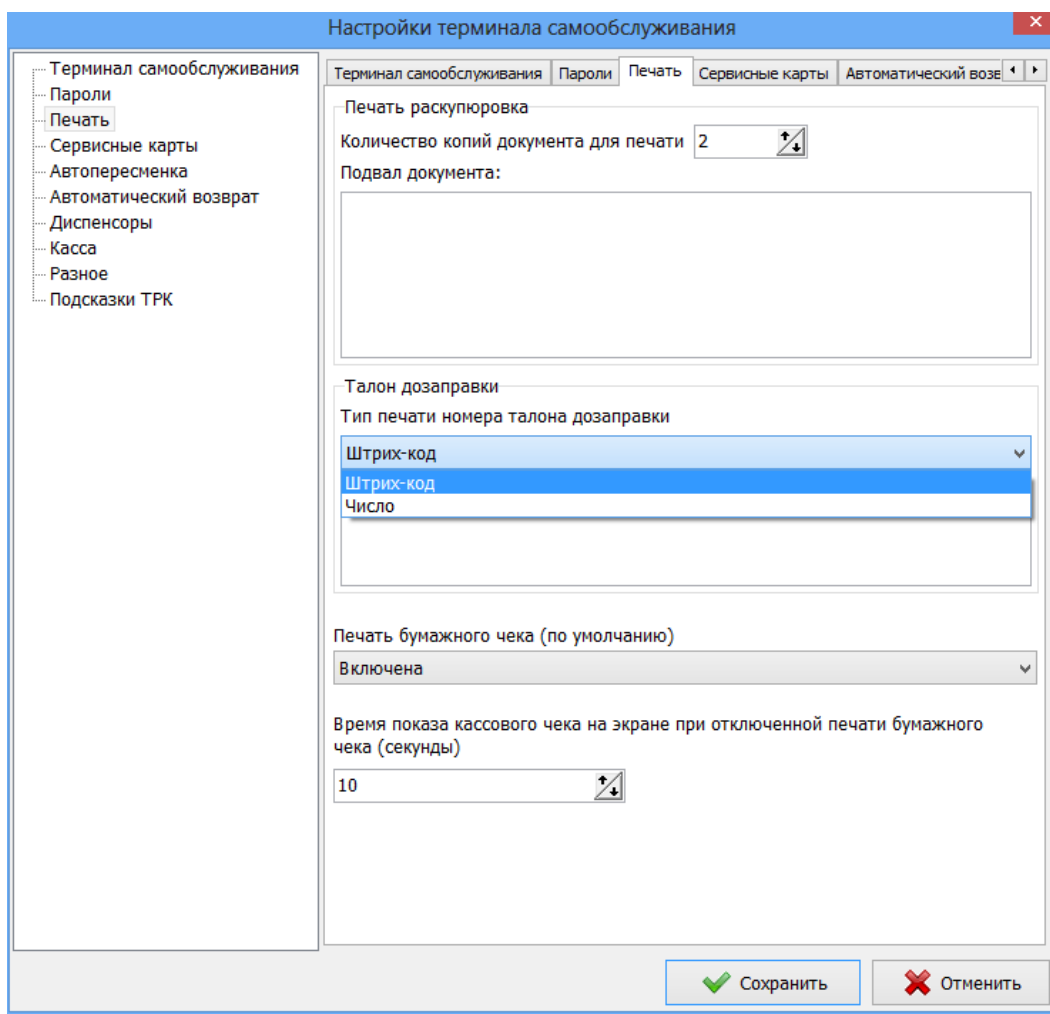 Настройки терминала самообслуживания
Терминал самообслуживания
Пароли
Печать
Сервисные карты
Автопересменка
Автоматический возврат
Диспенсоры
Касса
Разное
Подсказки ТРК
Терминал самообслуживания Пароли Печать Сервисные карты Автоматический возв
Печать раскупюровка
Количество копий документа для печати 2
Подвал документа:
Талон дозаправки
Тип печати номера талона дозаправки
Штрих-код
Штрих-код
Число
Печать бумажного чека (по умолчанию)
Включена
Время показа кассового чека на экране при отключенной печати бумажного
чека (секунды)
10
Сохранить Отменить